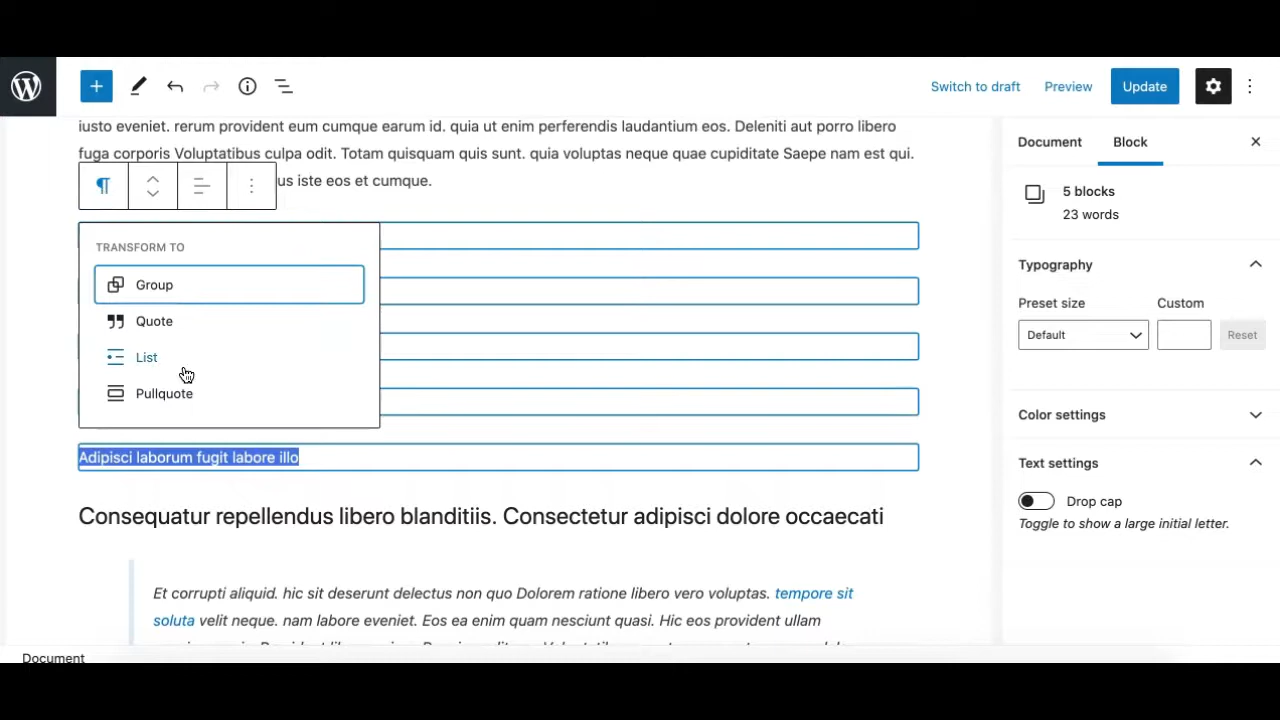 Switch to draft
Preview
Update
iusto eveniet. rerum provident eum cumque earum id. quia ut enim perferendis laudantium eos. Deleniti aut porro libero
fuga corporis Voluptatibus culpa odit. Totam quisquam quis sunt. quia voluptas neque quae cupiditate Saepe nam est qui.
us iste eos et cumque.
TRANSFORM TO
Group
Quote
List
Pullquote
Adipisci laborum fugit labore illo
Consequatur repellendus libero blanditiis. Consectetur adipisci dolore occaecati
Et corrupti aliquid. hic sit deserunt delectus non quo Dolorem ratione libero vero voluptas. tempore sit
soluta velit neque. nam labore eveniet. Eos ea enim quam nesciunt quasi. Hic eos provident ullam
Document
Block
5 blocks
23 words
Typography
Preset size
Custom
Default
Reset
Color settings
Text settings
Drop cap
Toggle to show a large initial letter.
Document